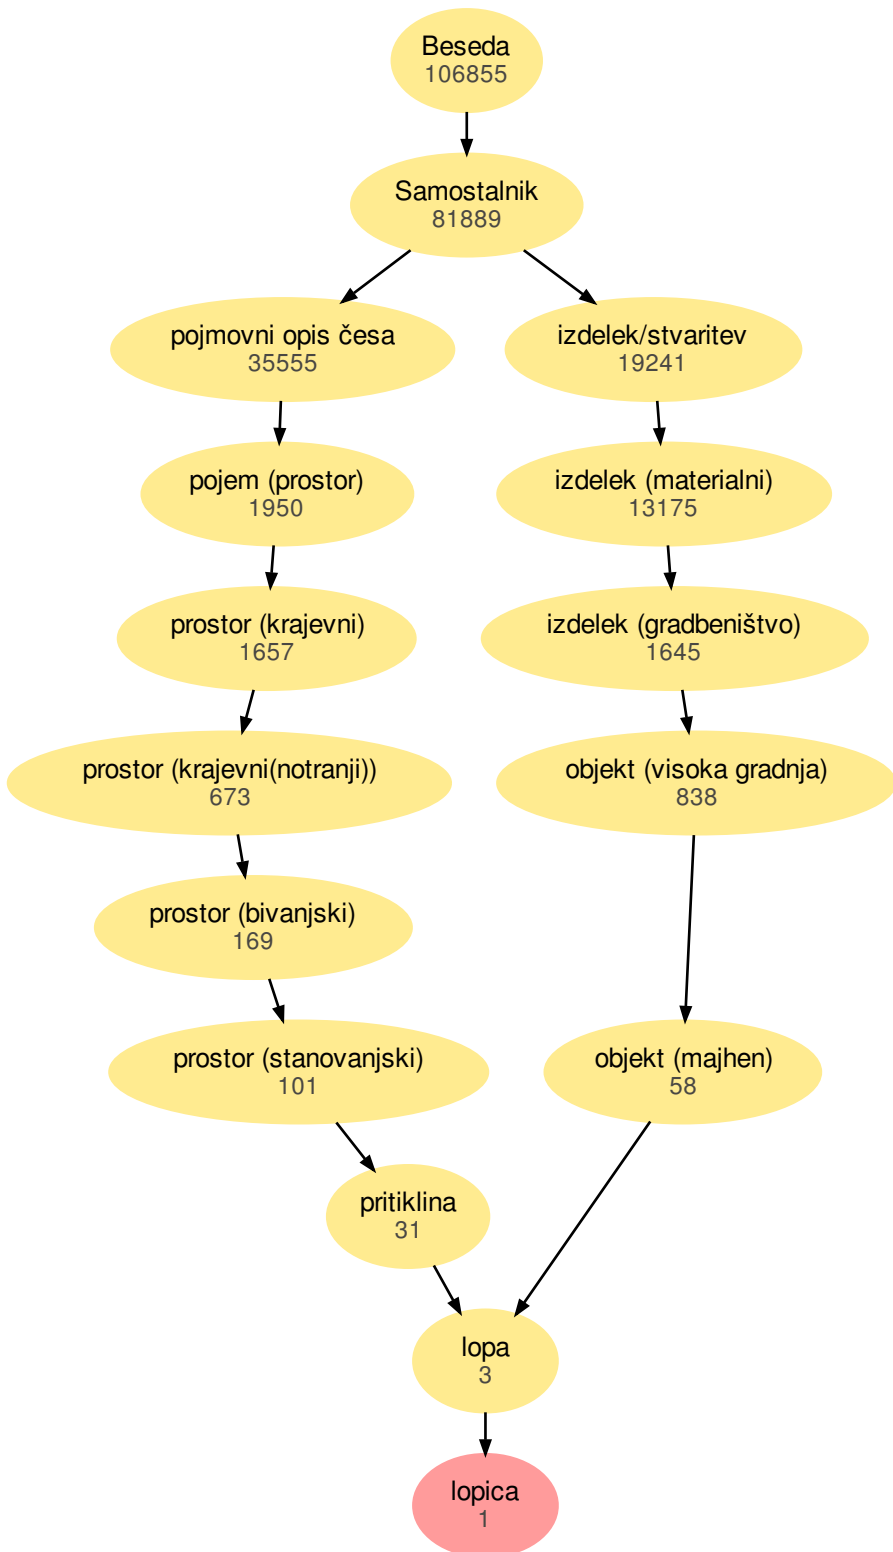 Beseda
106855
Samostalnik
81889
pojmovni opis česa
35555
izdelek/stvaritev
19241
pojem (prostor)
1950
izdelek (materialni)
13175
prostor (krajevni)
1657
izdelek (gradbeništvo)
1645
prostor (krajevni(notranji))
673
objekt (visoka gradnja)
838
prostor (bivanjski)
169
prostor (stanovanjski)
101
objekt (majhen)
58
pritiklina
31
lopa
3
lopica
1